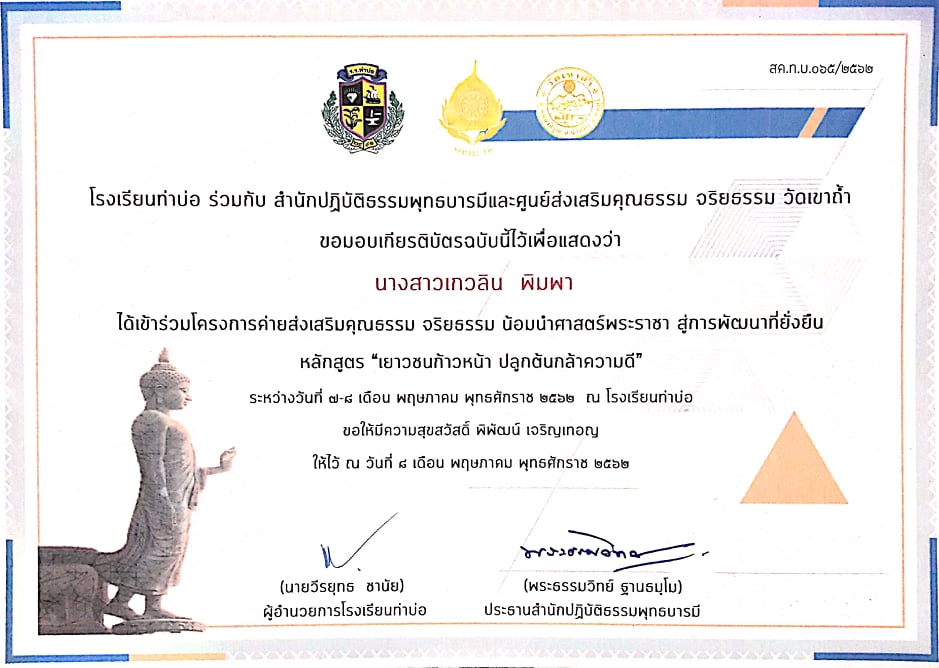 สค.ท.บ.๐๖๕/๒๕๖๒
ร.ร.ท่าบ่อ
โรงเรียนท่าบ่อ ร่วมกับ สำนักปฏิบัติธรรมพุทธบารมีและศูนย์ส่งเสริมคุณธรรม จริยธรรม วัดเขาถ้ำ
ขอมอบเกียรติบัตรฉบับนี้ไว้เพื่อแสดงว่า
นางสาวเกวลิน พิมพา
ได้เข้าร่วมโครงการค่ายส่งเสริมคุณธรรม จริยธรรม น้อมนำศาสตร์พระราชา สู่การพัฒนาที่ยั่งยืน
หลักสูตร “เยาวชนก้าวหน้า ปลูกต้นกล้าความดี”
ระหว่างวันที่ ๗-๘ เดือน พฤษภาคม พุทธศักราช ๒๕๖๒ ณ โรงเรียนท่าบ่อ
ขอให้มีความสุขสวัสดิ์ พิพัฒน์ เจริญเทอญ
ให้ไว้ ณ วันที่ ๘ เดือน พฤษภาคม พุทธศักราช ๒๕๖๒
(นายวีรยุทธ ชานัย)
ผู้อำนวยการโรงเรียนท่าบ่อ
(พระธรรมวิทย์ ฐานธมฺโม)
ประธานสำนักปฏิบัติธรรมพุทธบารมี